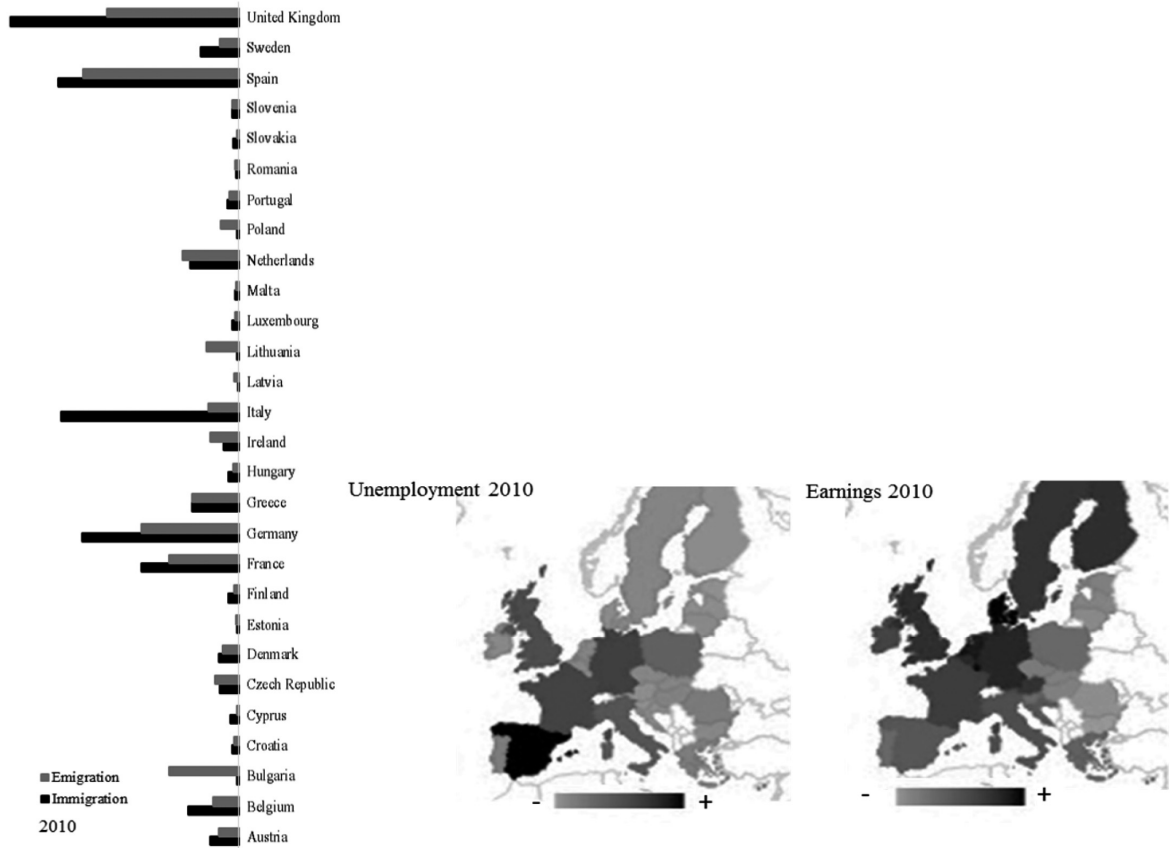 United Kingdom
Sweden
Spain
Slovenia
Slovakia
Romania
Portugal
Poland
Netherlands
Malta
Luxembourg
Lithuania
Latvia
Italy
Ireland
Hungary
Greece
Germany
France
Finland
Estonia
Denmark
Czech Republic
Cyprus
Croatia
Bulgaria
Belgium
Austria
Emigration
Immigration
2010
Unemployment 2010
- +
Earnings 2010
- +